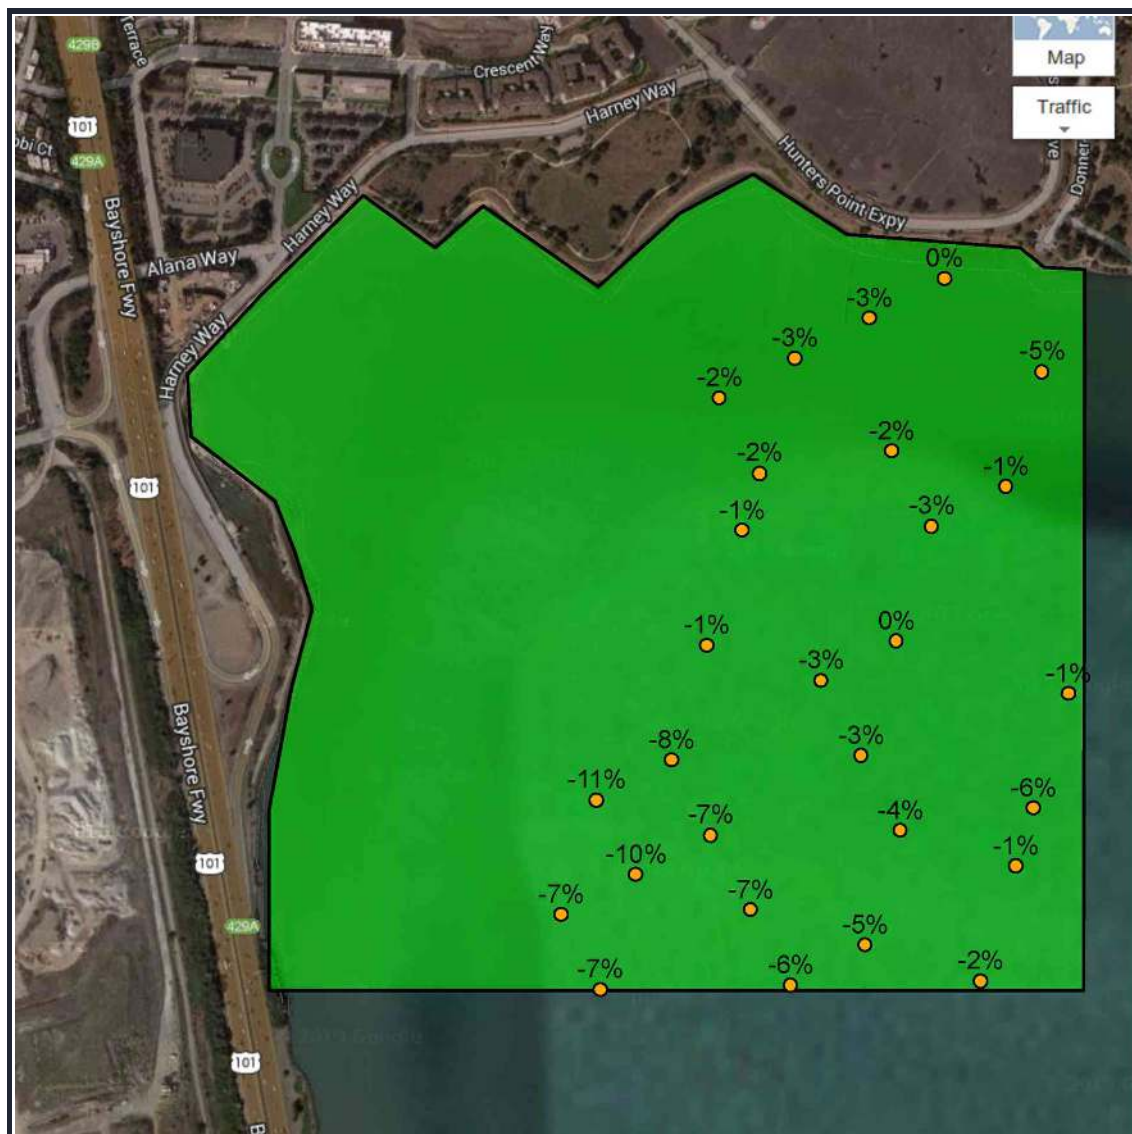 429B
Terrace
Crescent Way
Map
101
Harney Way
Traffic
obi Ct
429A
Hunters Point Expy
Donner
Bayshore Fwy
Harney Way
Alana Way
0%
-3%
Harney Way
-3%
-5%
-2%
-2%
-2%
-1%
101
-1%
-3%
-1%
0%
-3%
-1%
Bayshore Fwy
-8%
-3%
-11%
-6%
-7%
-4%
101
-10%
-1%
-7%
-7%
429A
-5%
-7%
-6%
-2%
101